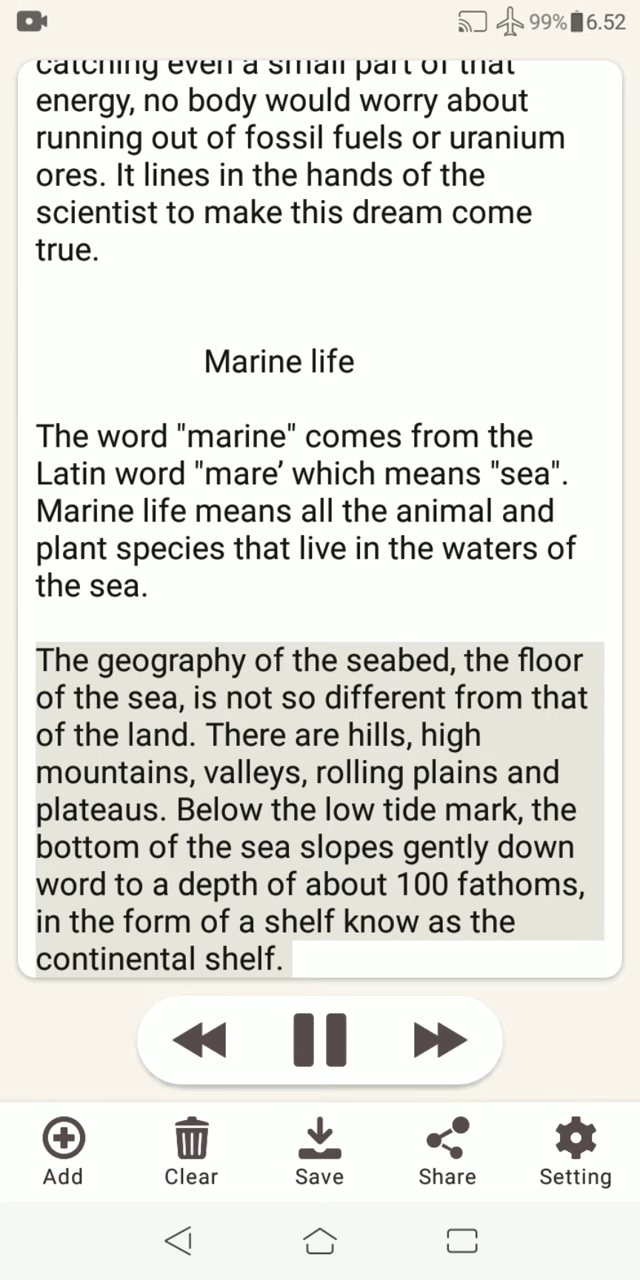 99% 6.52
catching even a small part of that
energy, no body would worry about
running out of fossil fuels or uranium
ores. It lines in the hands of the
scientist to make this dream come
true.
Marine life
The word "marine" comes from the
Latin word "mare’ which means "sea".
Marine life means all the animal and
plant species that live in the waters of
the sea.
The geography of the seabed, the floor
of the sea, is not so different from that
of the land. There are hills, high
mountains, valleys, rolling plains and
plateaus. Below the low tide mark, the
bottom of the sea slopes gently down
word to a depth of about 100 fathoms,
in the form of a shelf know as the
continental shelf.
Add Clear Save Share Setting